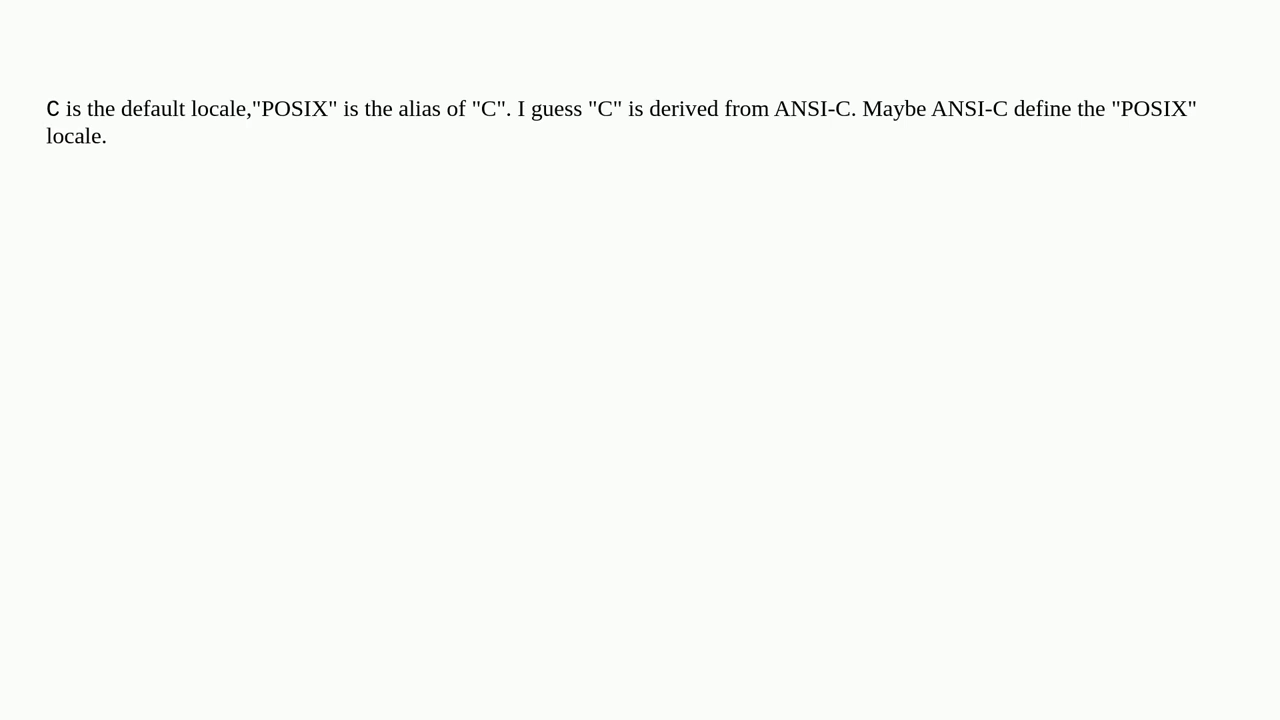 C is the default locale,"POSIX" is the alias of "C". I guess "C" is derived from ANSI-C. Maybe ANSI-C define the "POSIX"
locale.